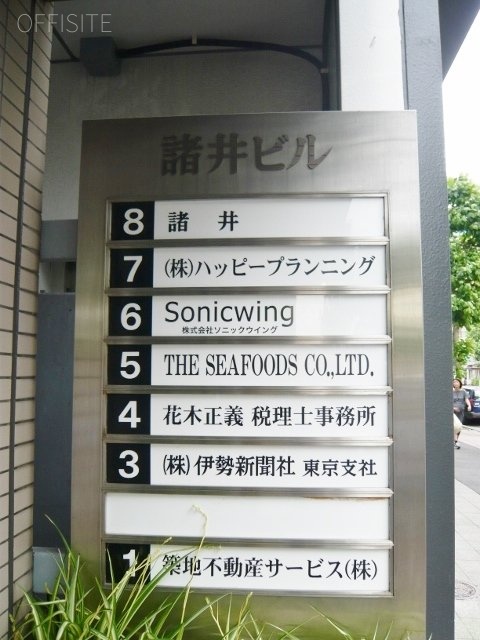 OFFISITE
諸井ビル
8 諸 井
7 (株)ハッピープランニング
6 Sonicwing
株式会社ソニックウイング
5 THE SEAFOODS CO.,LTD.
4 花木正義 税理士事務所
3 (株)伊勢新聞社 東京支社
1 築地不動産サービス(株)